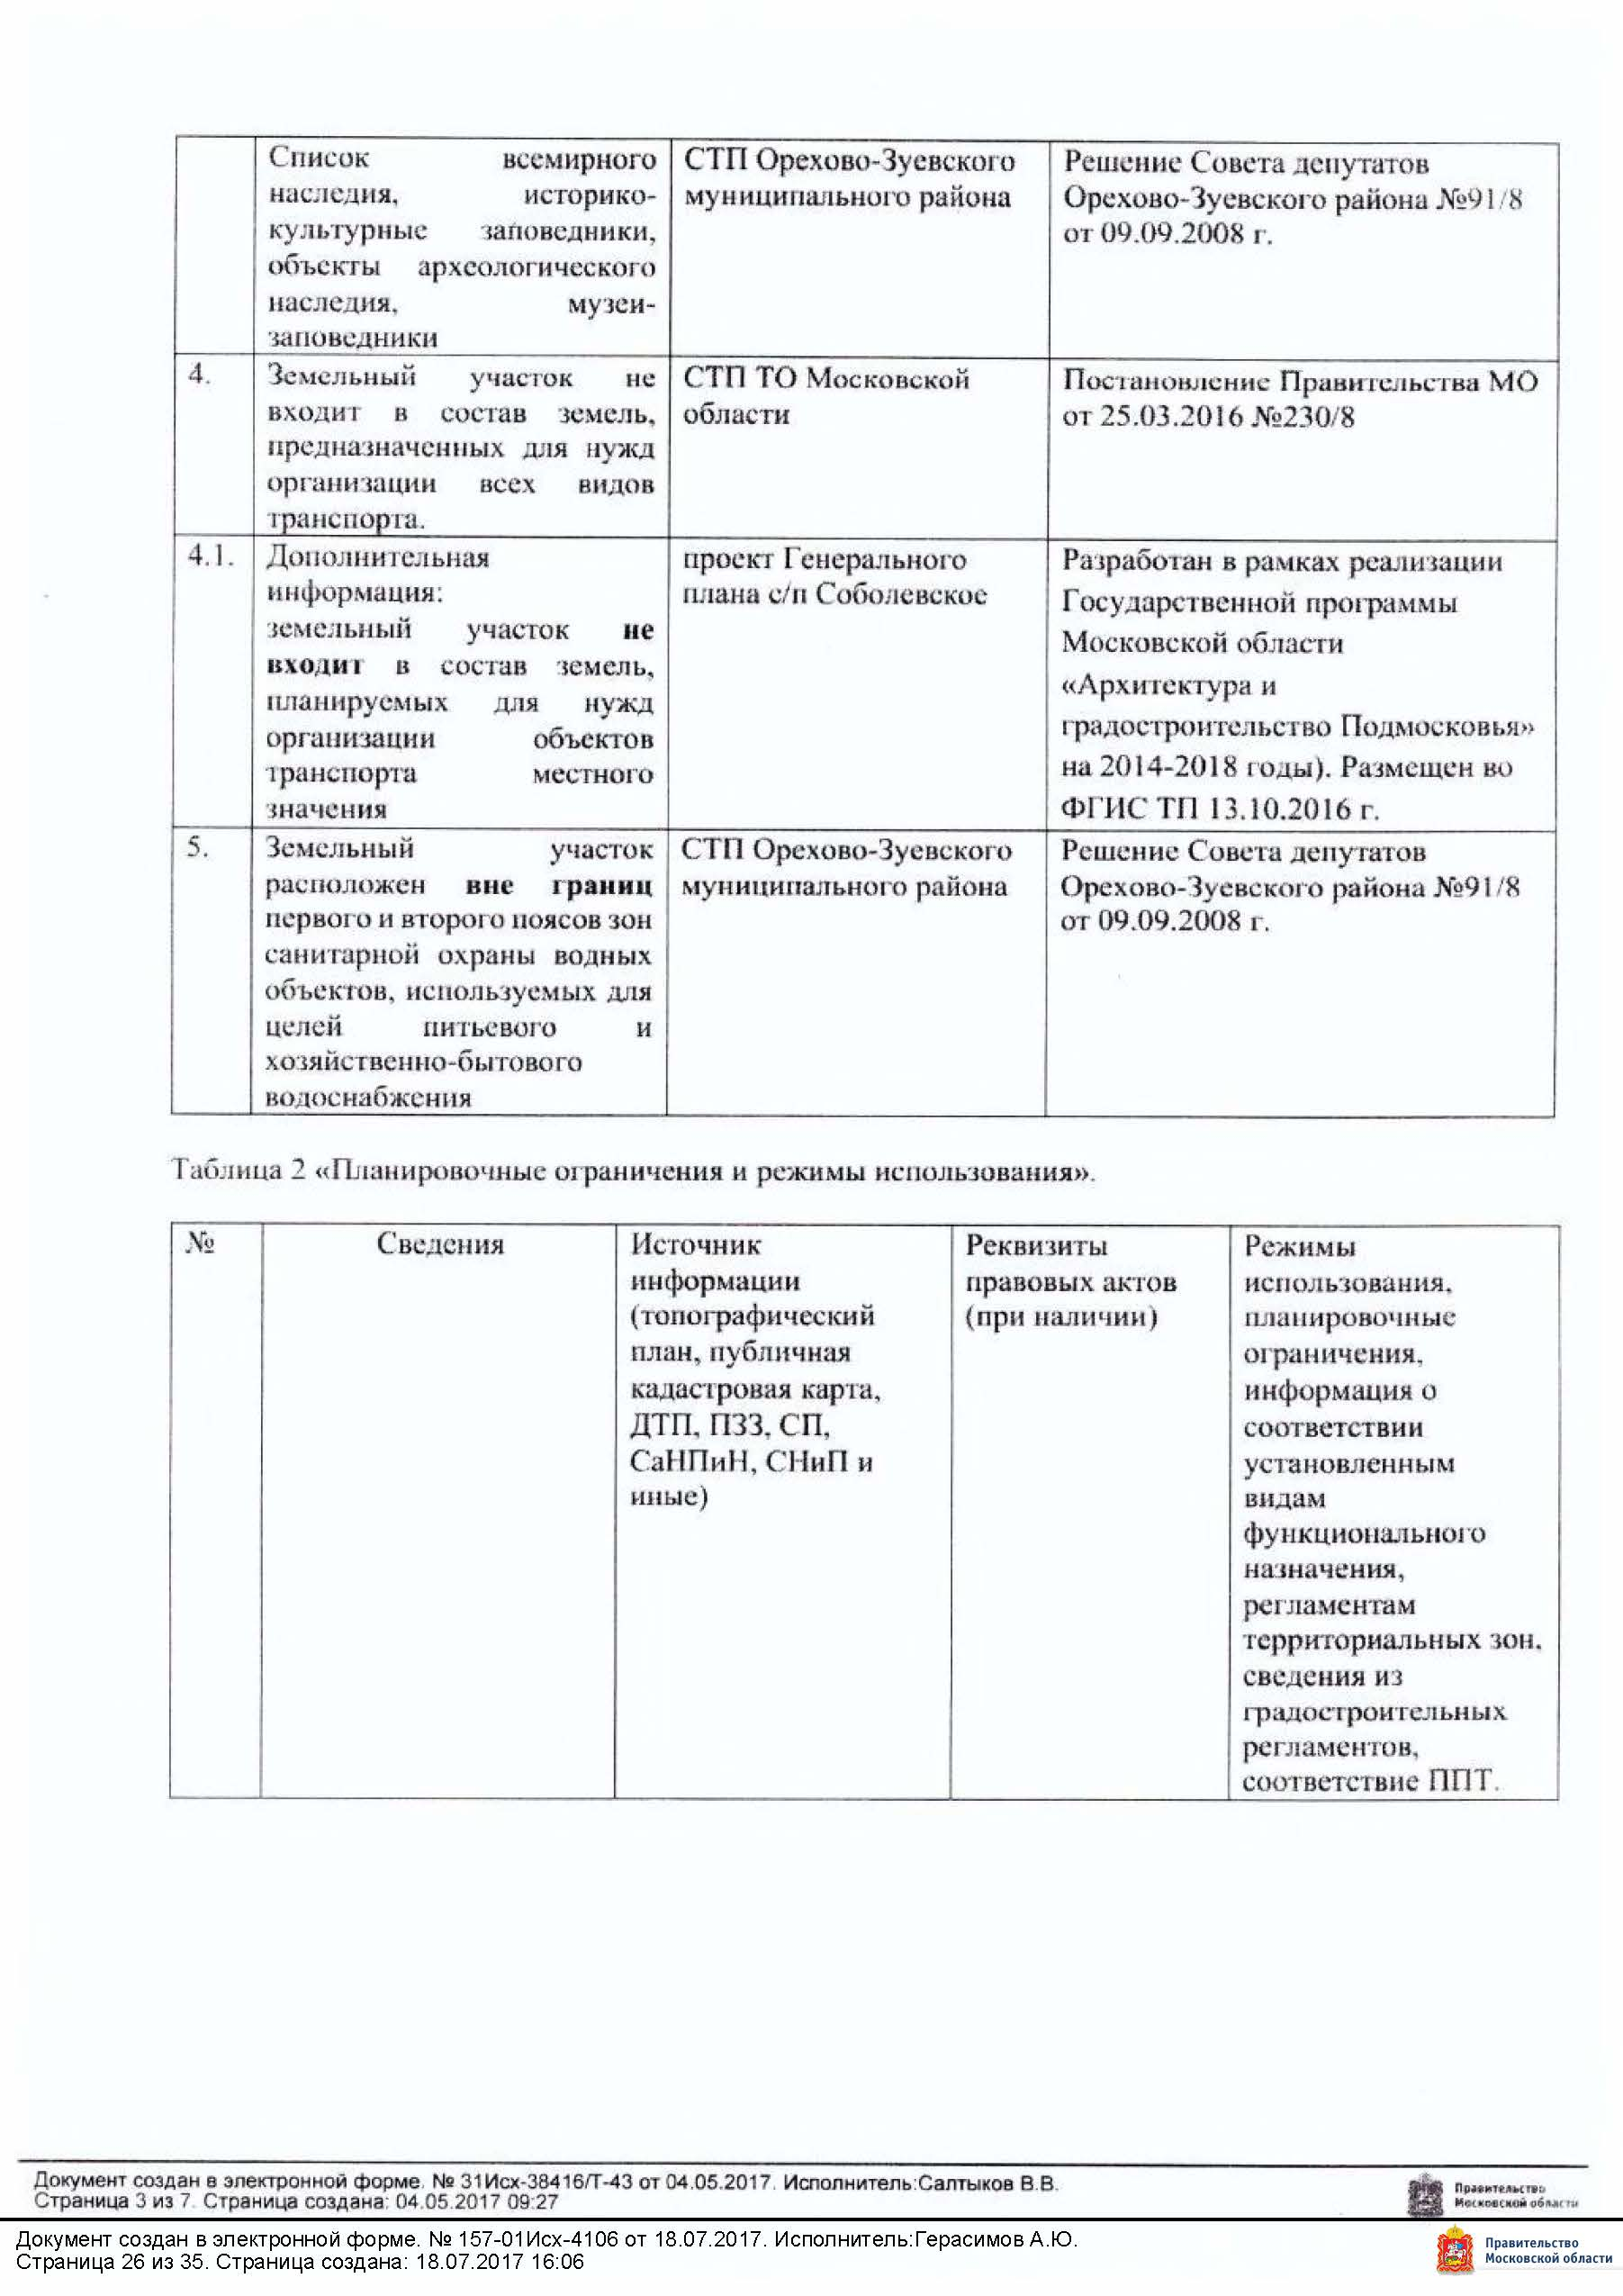 Список всемирного
наследия, историко-
культурные заповедники,
объекты археологического
наследия, музеи-
заповедники
СТП Орехово-Зуевского
муниципального района
Решение Совета депутатов
Орехово-Зуевского района №91/8
от 09.09.2008 г.
4.
Земельный участок не
входит в состав земель,
предназначенных для нужд
организации всех видов
транспорта.
СТП ТО Московской
области
Постановление Правительства МО
от 25.03.2016 №230/8
4.1.
Дополнительная
информация:
земельный участок не
входит в состав земель,
планируемых для нужд
организации объектов
транспорта местного
значения
проект Генерального
плана с/п Соболевское
Разработан в рамках реализации
Государственной программы
Московской области
«Архитектура и
градостроительство Подмосковья»
на 2014-2018 годы). Размещен во
ФГИС ТП 13.10.2016 г.
5.
Земельный участок
расположен вне границ
первого и второго поясов зон
санитарной охраны водных
объектов, используемых для
целей питьевого и
хозяйственно-бытового
водоснабжения
СТП Орехово-Зуевского
муниципального района
Решение Совета депутатов
Орехово-Зуевского района №91/8
от 09.09.2008 г.
Таблица 2 «Планировочные ограничения и режимы использования».
№
Сведения
Источник
информации
(топографический
план, публичная
кадастровая карта,
ДТП, ПЗЗ, СП,
СаНПиН, СНиП и
иные)
Реквизиты
правовых актов
(при наличии)
Режимы
использования,
планировочные
ограничения,
информация о
соответствии
установленным
видам
функционального
назначения,
регламентам
территориальных зон,
сведения из
градостроительных
регламентов,
соответствие ППТ.
Документ создан в электронной форме. № 31Исх-38416/Т-43 от 04.05.2017. Исполнитель:Салтыков В.В.
Страница 3 из 7. Страница создана: 04.05.2017 09:27
Правительство
Московской области
Документ создан в электронной форме. № 157-01Исх-4106 от 18.07.2017. Исполнитель:Герасимов А.Ю.
Страница 26 из 35. Страница создана: 18.07.2017 16:06
Правительство
Московской области